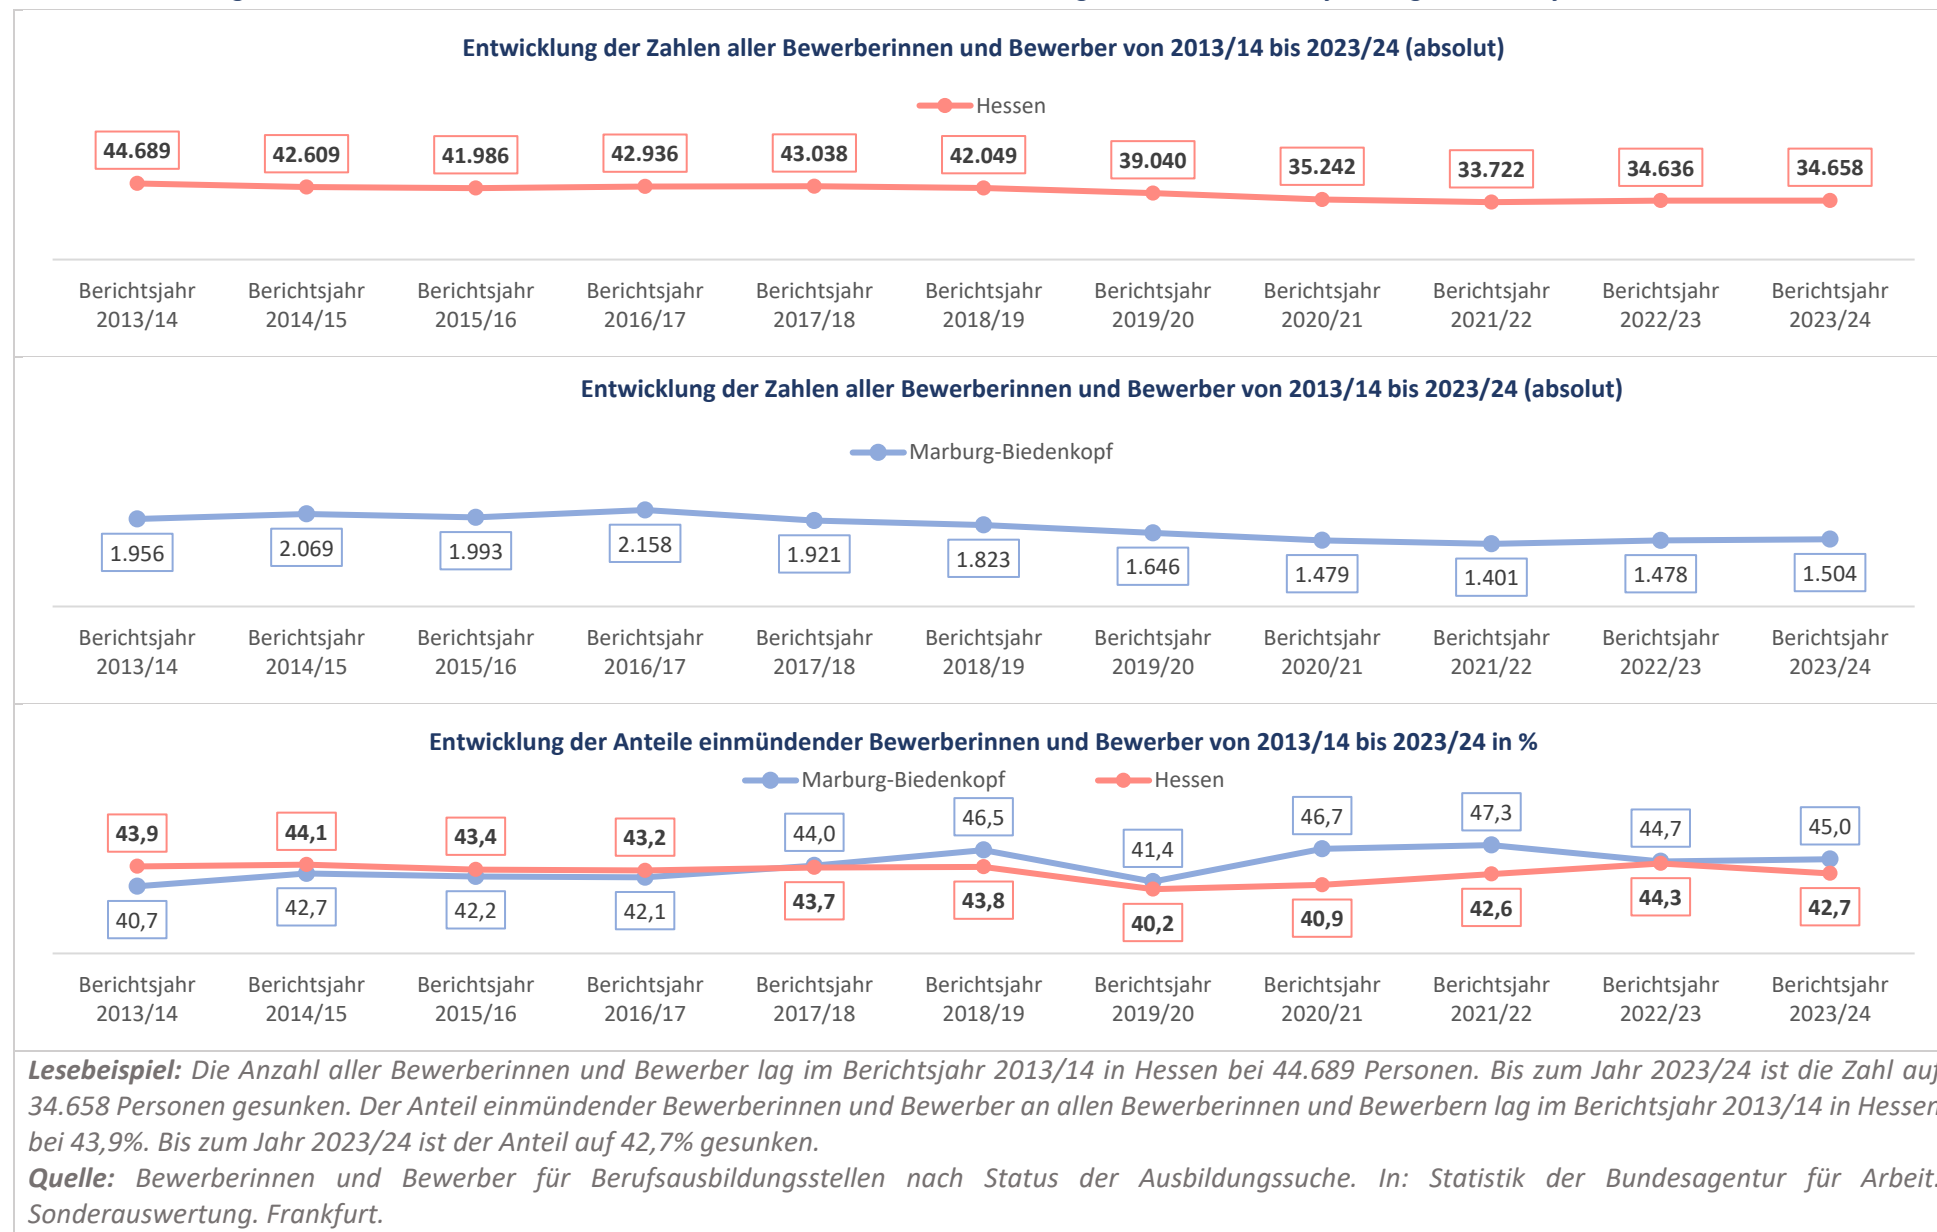 Entwicklung der Zahlen aller Bewerberinnen und Bewerber von 2013/14 bis 2023/24 (absolut)
Hessen
44.689 42.609 41.986 42.936 43.038 42.049 39.040 35.242 33.722 34.636 34.658
Berichtsjahr Berichtsjahr Berichtsjahr Berichtsjahr Berichtsjahr Berichtsjahr Berichtsjahr Berichtsjahr Berichtsjahr Berichtsjahr Berichtsjahr
2013/14 2014/15 2015/16 2016/17 2017/18 2018/19 2019/20 2020/21 2021/22 2022/23 2023/24
Entwicklung der Zahlen aller Bewerberinnen und Bewerber von 2013/14 bis 2023/24 (absolut)
Marburg-Biedenkopf
1.956 2.069 1.993 2.158 1.921 1.823 1.646 1.479 1.401 1.478 1.504
Berichtsjahr Berichtsjahr Berichtsjahr Berichtsjahr Berichtsjahr Berichtsjahr Berichtsjahr Berichtsjahr Berichtsjahr Berichtsjahr Berichtsjahr
2013/14 2014/15 2015/16 2016/17 2017/18 2018/19 2019/20 2020/21 2021/22 2022/23 2023/24
Entwicklung der Anteile einmündender Bewerberinnen und Bewerber von 2013/14 bis 2023/24 in %
Marburg-Biedenkopf Hessen
43,9 44,1 43,4 43,2 44,0 46,5 41,4 46,7 47,3 44,7 45,0
40,7 42,7 42,2 42,1 43,7 43,8 40,2 40,9 42,6 44,3 42,7
Berichtsjahr Berichtsjahr Berichtsjahr Berichtsjahr Berichtsjahr Berichtsjahr Berichtsjahr Berichtsjahr Berichtsjahr Berichtsjahr Berichtsjahr
2013/14 2014/15 2015/16 2016/17 2017/18 2018/19 2019/20 2020/21 2021/22 2022/23 2023/24
Lesebeispiel: Die Anzahl aller Bewerberinnen und Bewerber lag im Berichtsjahr 2013/14 in Hessen bei 44.689 Personen. Bis zum Jahr 2023/24 ist die Zahl auf
34.658 Personen gesunken. Der Anteil einmündender Bewerberinnen und Bewerber an allen Bewerberinnen und Bewerbern lag im Berichtsjahr 2013/14 in Hessen
bei 43,9%. Bis zum Jahr 2023/24 ist der Anteil auf 42,7% gesunken.
Quelle: Bewerberinnen und Bewerber für Berufsausbildungsstellen nach Status der Ausbildungssuche. In: Statistik der Bundesagentur für Arbeit.
Sonderauswertung. Frankfurt.